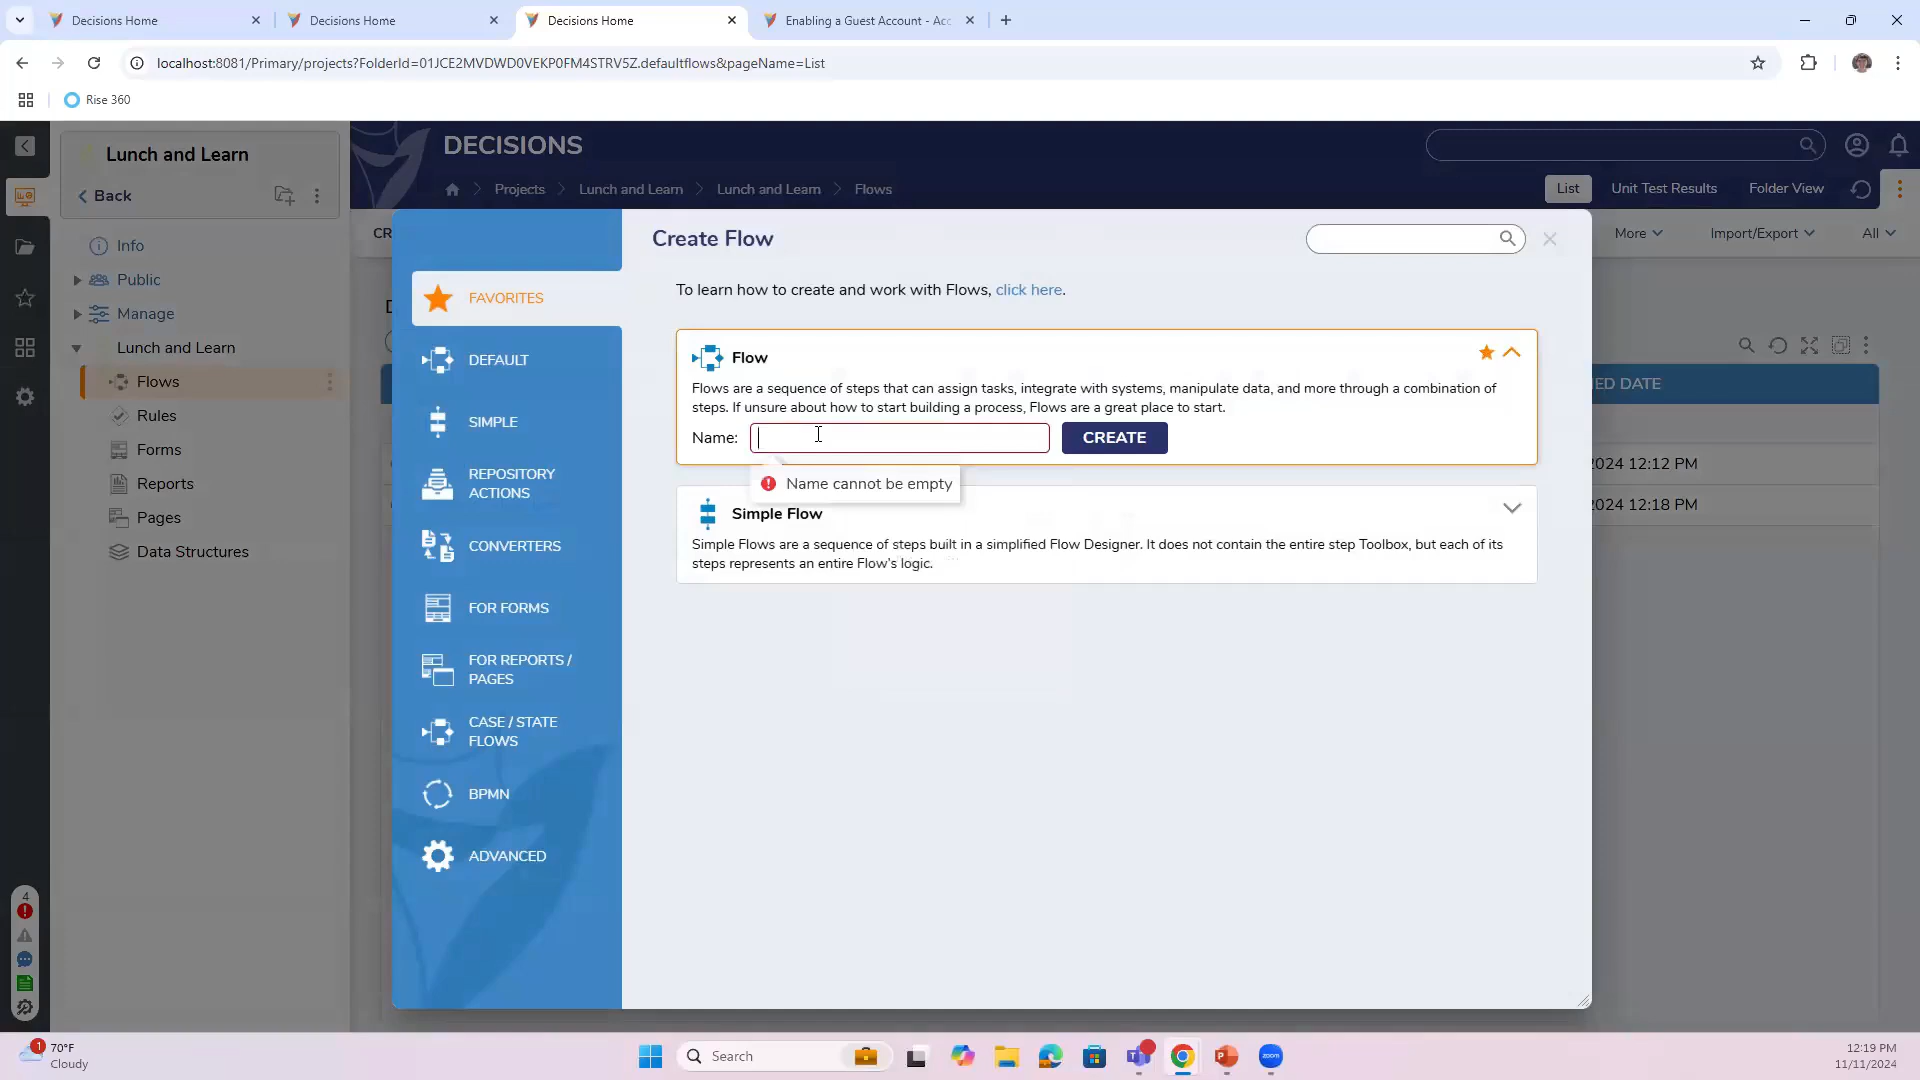 Decisions Home
Decisions Home
Decisions Home
Enabling a Guest Account - Acc
localhost:8081/Primary/projects?FolderId=01JCE2MVDWD0VEKP0FM4STRV5Z.defaultflows&pageName=List
Rise 360
Lunch and Learn
Back
Info
Public
Manage
Lunch and Learn
Flows
Rules
Forms
Reports
Pages
Data Structures
DECISIONS
Projects
Lunch and Learn
Lunch and Learn
Flows
List
Unit Test Results
Folder View
CR
More
Import/Export
All
ED DATE
2024 12:12 PM
2024 12:18 PM
FAVORITES
DEFAULT
SIMPLE
REPOSITORY
ACTIONS
CONVERTERS
FOR FORMS
FOR REPORTS /
PAGES
CASE / STATE
FLOWS
BPMN
ADVANCED
Create Flow
To learn how to create and work with Flows, click here.
Flow
Flows are a sequence of steps that can assign tasks, integrate with systems, manipulate data, and more through a combination of
steps. If unsure about how to start building a process, Flows are a great place to start.
Name:
CREATE
Name cannot be empty
Simple Flow
Simple Flows are a sequence of steps built in a simplified Flow Designer. It does not contain the entire step Toolbox, but each of its
steps represents an entire Flow's logic.
4
1
70°F
Cloudy
Search
zoom
12:19 PM
11/11/2024